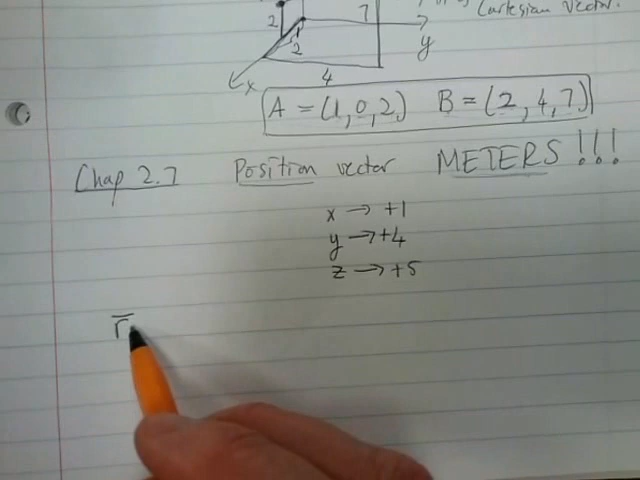 Cartesian Vector.
2
1
7
2
y
x
4
A = (1,0,2) B = (2,4,7)
Chap 2.7 Position vector METERS!!!
x → +1
y → +4
z → +5
r̄